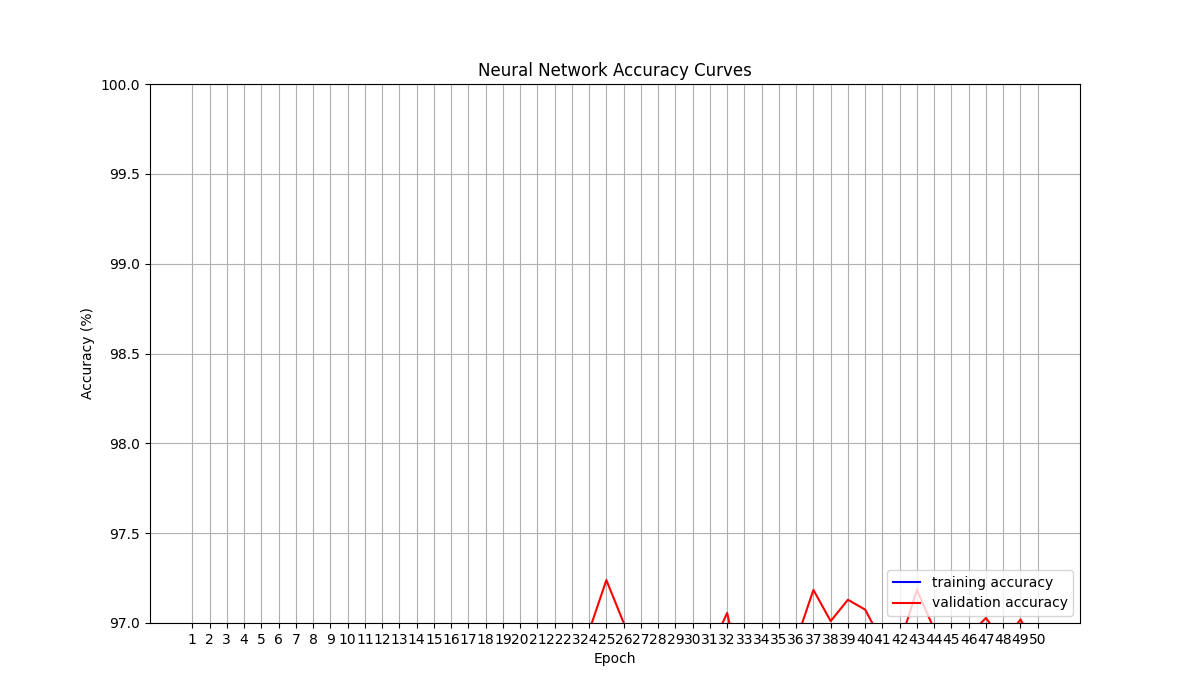 Neural Network Accuracy Curves
100.0
99.5
99.0
98.5
98.0
97.5
97.0
Accuracy (%)
training accuracy
validation accuracy
1 2 3 4 5 6 7 8 9 10 11 12 13 14 15 16 17 18 19 20 21 22 23 24 25 26 27 28 29 30 31 32 33 34 35 36 37 38 39 40 41 42 43 44 45 46 47 48 49 50
Epoch